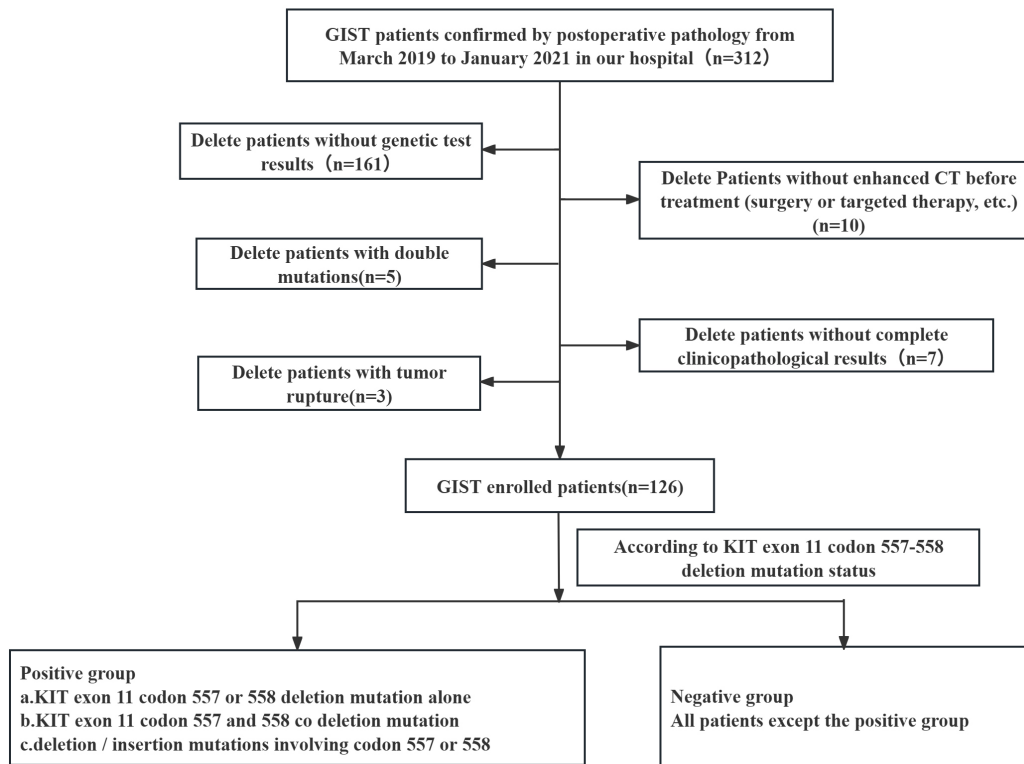 GIST patients confirmed by postoperative pathology from
March 2019 to January 2021 in our hospital（n=312）
Delete patients without genetic test
results（n=161）
Delete Patients without enhanced CT before
treatment (surgery or targeted therapy, etc.)
(n=10)
Delete patients with double
mutations(n=5)
Delete patients without complete
clinicopathological results（n=7）
Delete patients with tumor
rupture(n=3)
GIST enrolled patients(n=126)
According to KIT exon 11 codon 557-558
deletion mutation status
Positive group
a.KIT exon 11 codon 557 or 558 deletion mutation alone
b.KIT exon 11 codon 557 and 558 co deletion mutation
c.deletion / insertion mutations involving codon 557 or 558
Negative group
All patients except the positive group